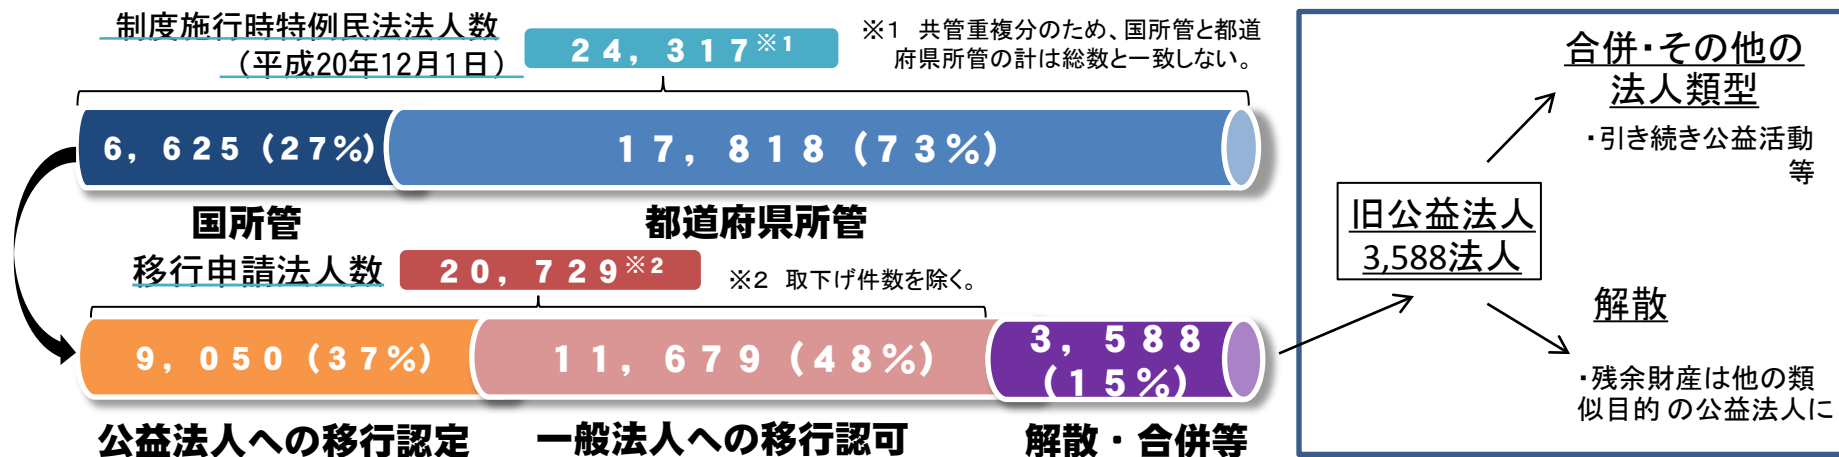 制度施行時特例民法法人数
（平成20年12月1日）
２４，３１７※１
※１　共管重複分のため、国所管と都道
府県所管の計は総数と一致しない。
６，６２５（２７％）
１７，８１８（７３％）
国所管
都道府県所管
移行申請法人数
２０，７２９※２
※２　取下げ件数を除く。
９，０５０（３７％）
１１，６７９（４８％）
３，５８８
（１５％）
公益法人への移行認定
一般法人への移行認可
解散・合併等
旧公益法人
3,588法人
合併・その他の
法人類型
・引き続き公益活動
等
解散
・残余財産は他の類
似目的 の公益法人に